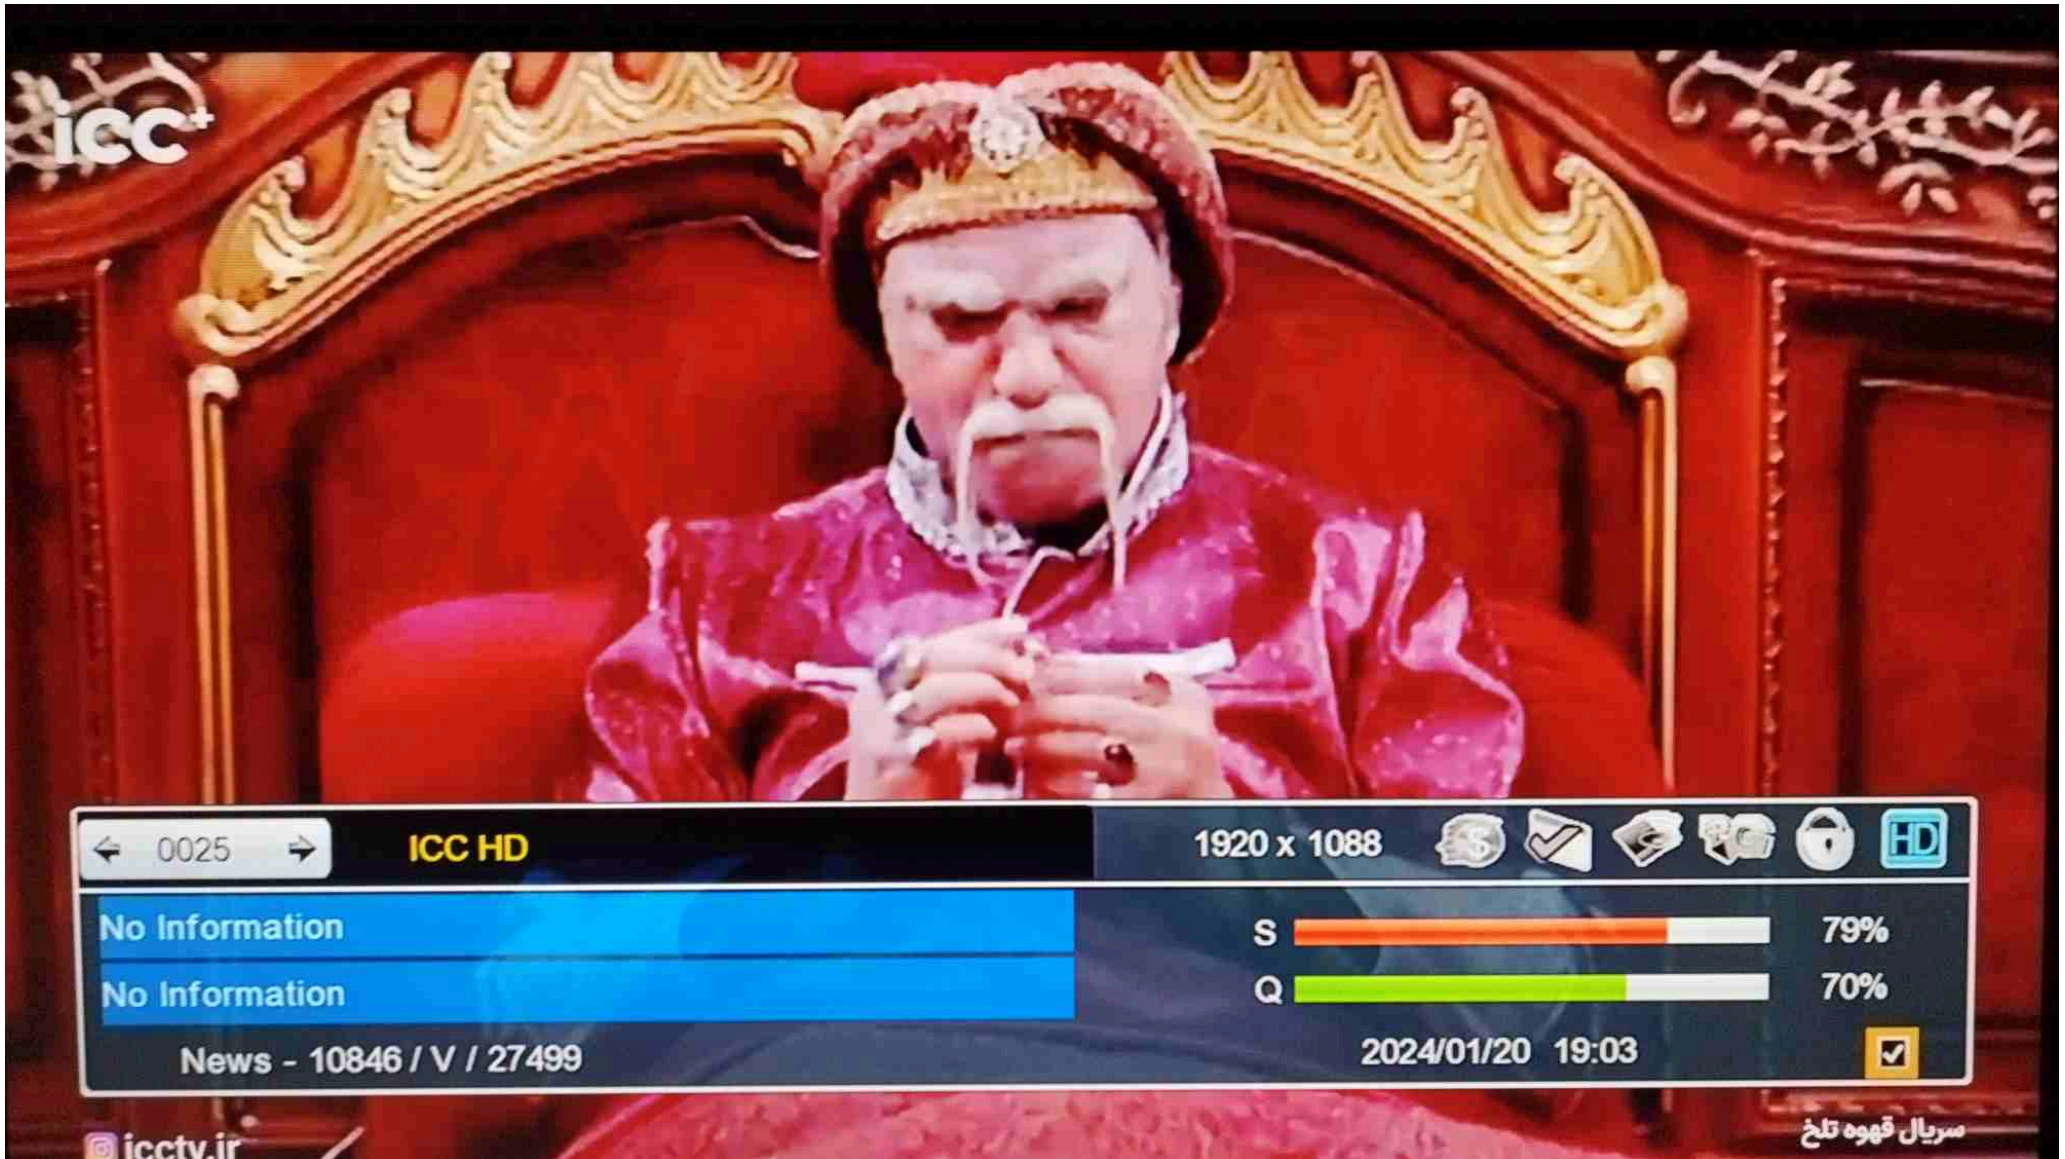 icc+
0025
ICC HD
1920 x 1088
HD
No Information
S
79%
No Information
Q
70%
News - 10846 / V / 27499
2024/01/20 19:03
icctv.ir
سریال قهوه تلخ